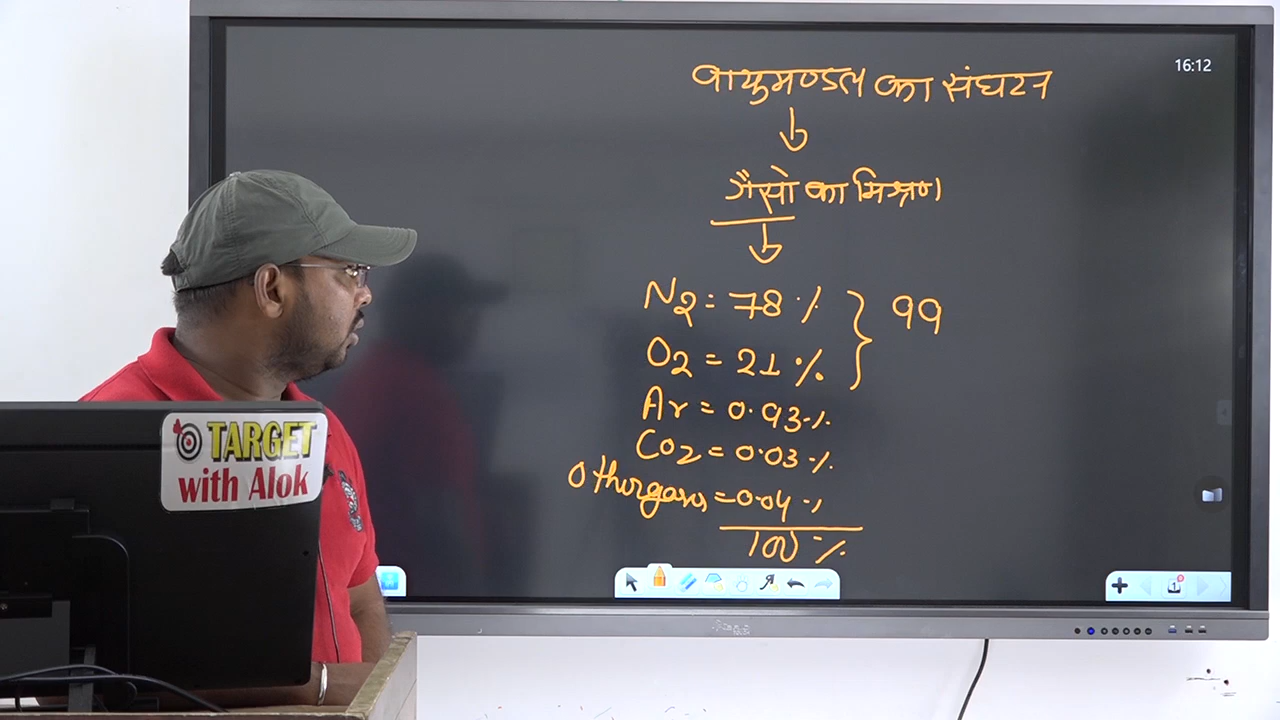 16:12
वायुमण्डल का संघटन
गैसो का मिश्रण
N2 = 78 %
O2 = 21 %
} 99
Ar = 0.93 %
Co2 = 0.03 %
Other gases = 0.04 %
100 %
TARGET
with Alok
1